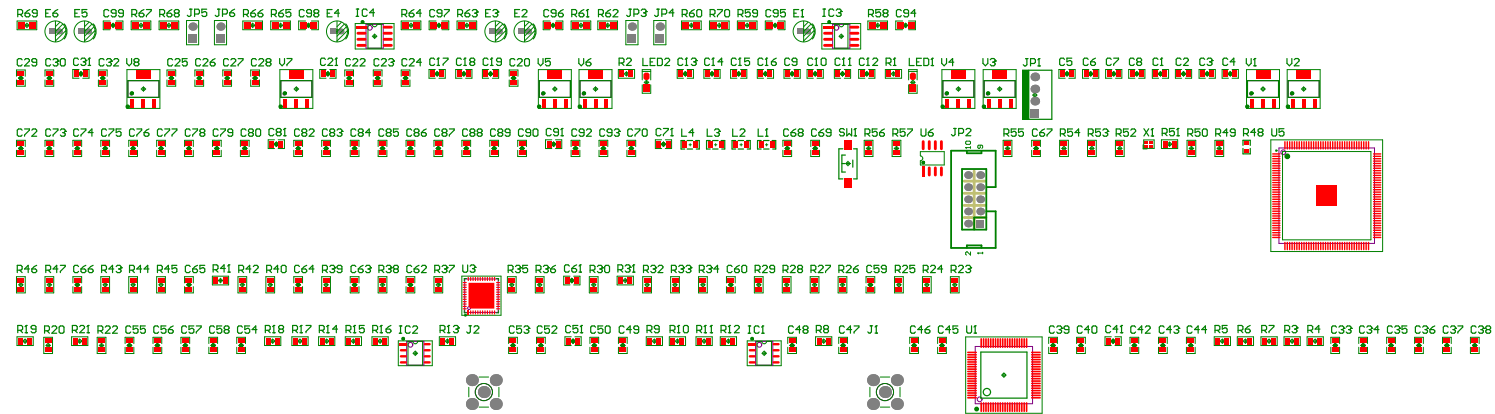 R69 E6 E5 C99 R67 R68 JP5 JP6 R66 R65 C98 E4 IC4 R64 C97 R63 E3 E2 C96 R61 R62 JP3 JP4 R60 R59 C95 E1 IC3 R58 C94
C29 C30 C31 C32 V8 C25 C26 C27 C28 V7 C21 C22 C23 C24 C17 C18 C19 C20 V5 V6 R2 LED2 C13 C14 C15 C16 C9 C10 C11 C12 R1 LED1 V4 V3 JP1 C5 C6 C7 C8 C1 C2 C3 C4 V1 V2
C72 C73 C74 C75 C76 C77 C78 C79 C80 C81 C82 C83 C84 C85 C86 C87 C88 C89 C90 C91 C92 C93 C70 C71 L4 L3 L2 L1 C68 C69 SW1 R56 R57 U6 JP2 R55 C67 R54 R53 R52 X1 R51 R50 R49 R48 U5
10 9
2 1
R46 R47 C66 R43 R44 R45 C65 R41 R42 R40 C64 R39 C63 R38 C62 R37 U3 R35 R36 C61 R30 R31 R32 R33 R34 C60 R29 R28 R27 R26 C59 R25 R24 R23
R19 R20 R21 R22 C55 C56 C57 C58 C54 R18 R17 R14 R15 R16 IC2 R13 J2 C53 C52 C51 C50 C49 R9 R10 R11 R12 IC1 C48 R8 C47 J1 C46 C45 U1 C39 C40 C41 C42 C43 C44 R5 R6 R7 R3 R4 C33 C34 C35 C36 C37 C38